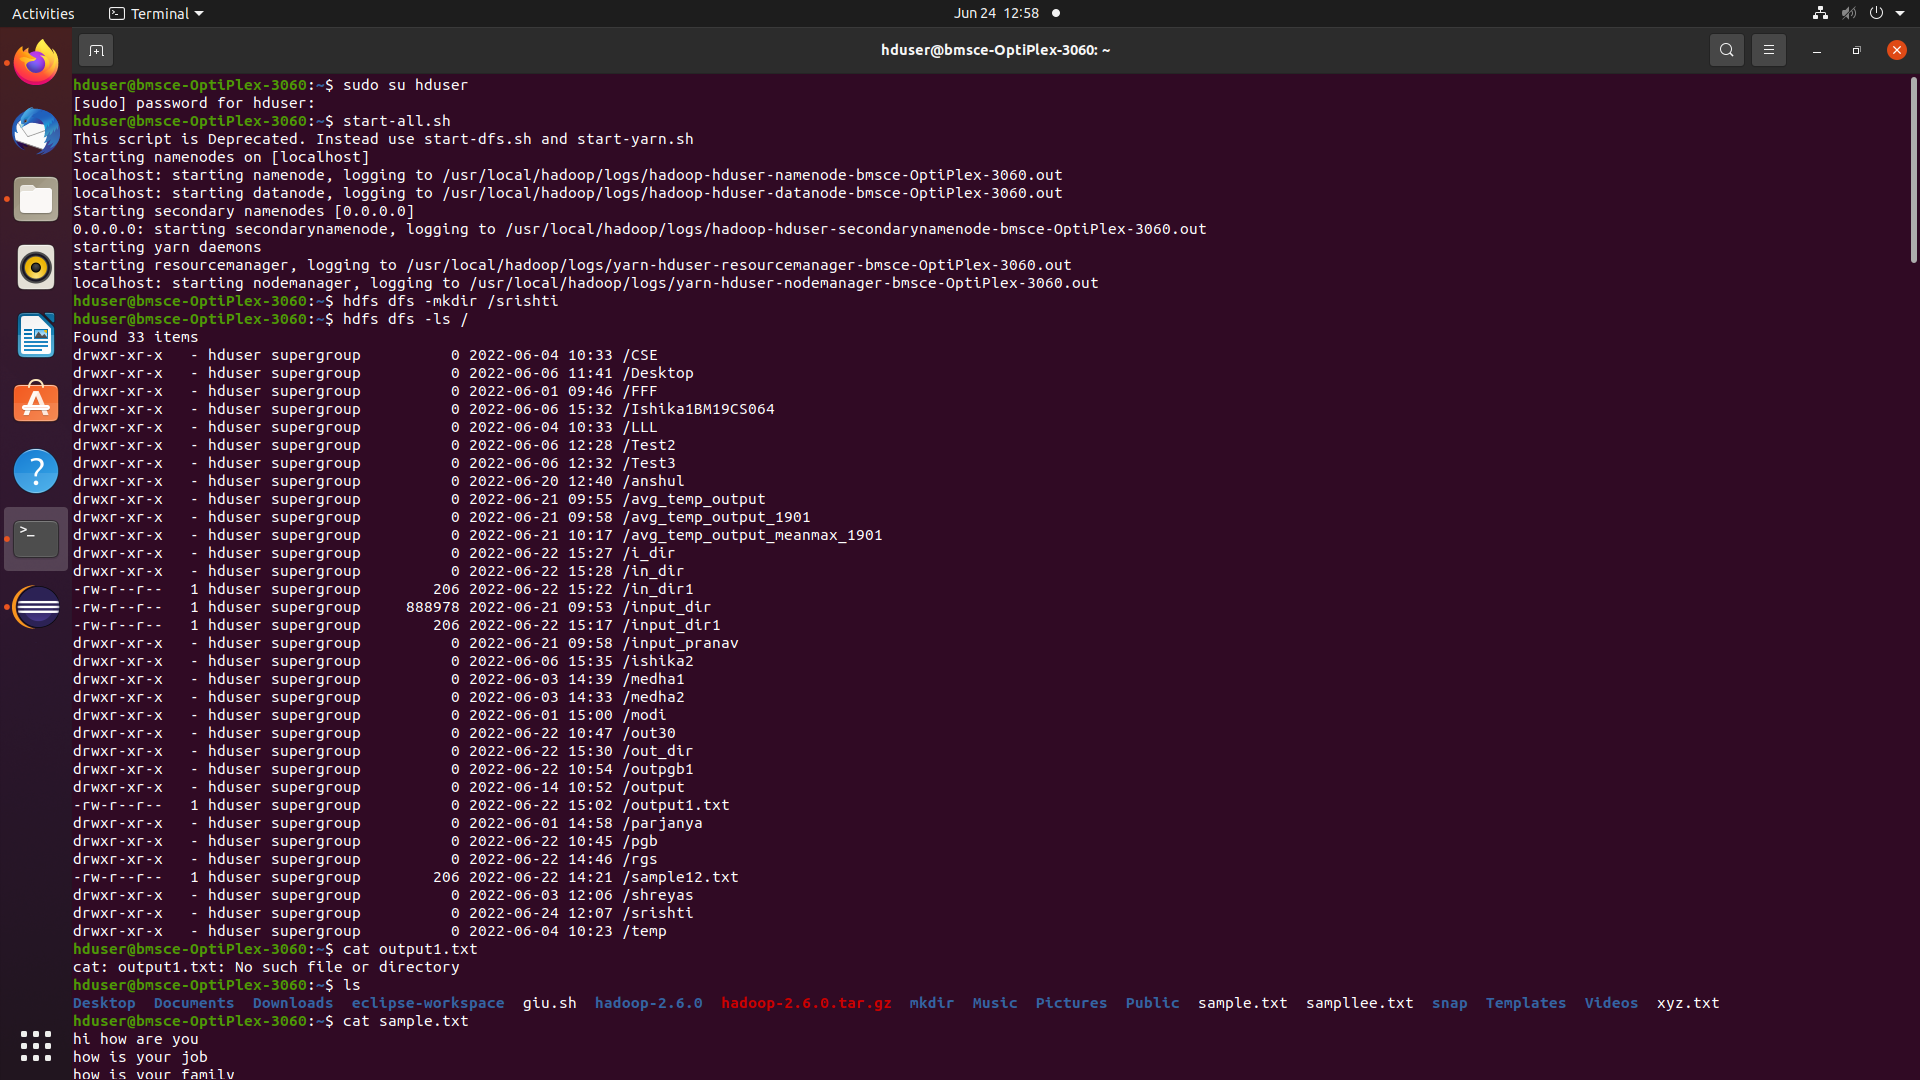 Activities Terminal Jun 24 12:58
hduser@bmsce-OptiPlex-3060: ~
hduser@bmsce-OptiPlex-3060:~$ sudo su hduser
[sudo] password for hduser:
hduser@bmsce-OptiPlex-3060:~$ start-all.sh
This script is Deprecated. Instead use start-dfs.sh and start-yarn.sh
Starting namenodes on [localhost]
localhost: starting namenode, logging to /usr/local/hadoop/logs/hadoop-hduser-namenode-bmsce-OptiPlex-3060.out
localhost: starting datanode, logging to /usr/local/hadoop/logs/hadoop-hduser-datanode-bmsce-OptiPlex-3060.out
Starting secondary namenodes [0.0.0.0]
0.0.0.0: starting secondarynamenode, logging to /usr/local/hadoop/logs/hadoop-hduser-secondarynamenode-bmsce-OptiPlex-3060.out
starting yarn daemons
starting resourcemanager, logging to /usr/local/hadoop/logs/yarn-hduser-resourcemanager-bmsce-OptiPlex-3060.out
localhost: starting nodemanager, logging to /usr/local/hadoop/logs/yarn-hduser-nodemanager-bmsce-OptiPlex-3060.out
hduser@bmsce-OptiPlex-3060:~$ hdfs dfs -mkdir /srishti
hduser@bmsce-OptiPlex-3060:~$ hdfs dfs -ls /
Found 33 items
drwxr-xr-x   - hduser supergroup          0 2022-06-04 10:33 /CSE
drwxr-xr-x   - hduser supergroup          0 2022-06-06 11:41 /Desktop
drwxr-xr-x   - hduser supergroup          0 2022-06-01 09:46 /FFF
drwxr-xr-x   - hduser supergroup          0 2022-06-06 15:32 /Ishika1BM19CS064
drwxr-xr-x   - hduser supergroup          0 2022-06-04 10:33 /LLL
drwxr-xr-x   - hduser supergroup          0 2022-06-06 12:28 /Test2
drwxr-xr-x   - hduser supergroup          0 2022-06-06 12:32 /Test3
drwxr-xr-x   - hduser supergroup          0 2022-06-20 12:40 /anshul
drwxr-xr-x   - hduser supergroup          0 2022-06-21 09:55 /avg_temp_output
drwxr-xr-x   - hduser supergroup          0 2022-06-21 09:58 /avg_temp_output_1901
drwxr-xr-x   - hduser supergroup          0 2022-06-21 10:17 /avg_temp_output_meanmax_1901
drwxr-xr-x   - hduser supergroup          0 2022-06-22 15:27 /i_dir
drwxr-xr-x   - hduser supergroup          0 2022-06-22 15:28 /in_dir
-rw-r--r--   1 hduser supergroup        206 2022-06-22 15:22 /in_dir1
-rw-r--r--   1 hduser supergroup     888978 2022-06-21 09:53 /input_dir
-rw-r--r--   1 hduser supergroup        206 2022-06-22 15:17 /input_dir1
drwxr-xr-x   - hduser supergroup          0 2022-06-21 09:58 /input_pranav
drwxr-xr-x   - hduser supergroup          0 2022-06-06 15:35 /ishika2
drwxr-xr-x   - hduser supergroup          0 2022-06-03 14:39 /medha1
drwxr-xr-x   - hduser supergroup          0 2022-06-03 14:33 /medha2
drwxr-xr-x   - hduser supergroup          0 2022-06-01 15:00 /modi
drwxr-xr-x   - hduser supergroup          0 2022-06-22 10:47 /out30
drwxr-xr-x   - hduser supergroup          0 2022-06-22 15:30 /out_dir
drwxr-xr-x   - hduser supergroup          0 2022-06-22 10:54 /outpgb1
drwxr-xr-x   - hduser supergroup          0 2022-06-14 10:52 /output
-rw-r--r--   1 hduser supergroup          0 2022-06-22 15:02 /output1.txt
drwxr-xr-x   - hduser supergroup          0 2022-06-01 14:58 /parjanya
drwxr-xr-x   - hduser supergroup          0 2022-06-22 10:45 /pgb
drwxr-xr-x   - hduser supergroup          0 2022-06-22 14:46 /rgs
-rw-r--r--   1 hduser supergroup        206 2022-06-22 14:21 /sample12.txt
drwxr-xr-x   - hduser supergroup          0 2022-06-03 12:06 /shreyas
drwxr-xr-x   - hduser supergroup          0 2022-06-24 12:07 /srishti
drwxr-xr-x   - hduser supergroup          0 2022-06-04 10:23 /temp
hduser@bmsce-OptiPlex-3060:~$ cat output1.txt
cat: output1.txt: No such file or directory
hduser@bmsce-OptiPlex-3060:~$ ls
Desktop  Documents  Downloads  eclipse-workspace  giu.sh  hadoop-2.6.0  hadoop-2.6.0.tar.gz  mkdir  Music  Pictures  Public  sample.txt  sampllee.txt  snap  Templates  Videos  xyz.txt
hduser@bmsce-OptiPlex-3060:~$ cat sample.txt
hi how are you
how is your job
how is your family